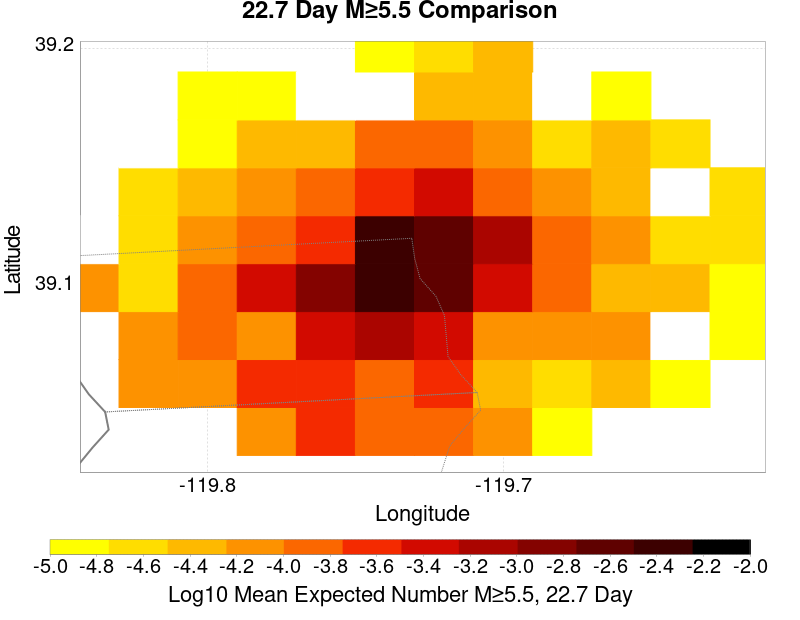 22.7 Day M≥5.5 Comparison
39.2
39.1
Latitude
-119.8 -119.7
Longitude
-5.0 -4.8 -4.6 -4.4 -4.2 -4.0 -3.8 -3.6 -3.4 -3.2 -3.0 -2.8 -2.6 -2.4 -2.2 -2.0
Log10 Mean Expected Number M≥5.5, 22.7 Day